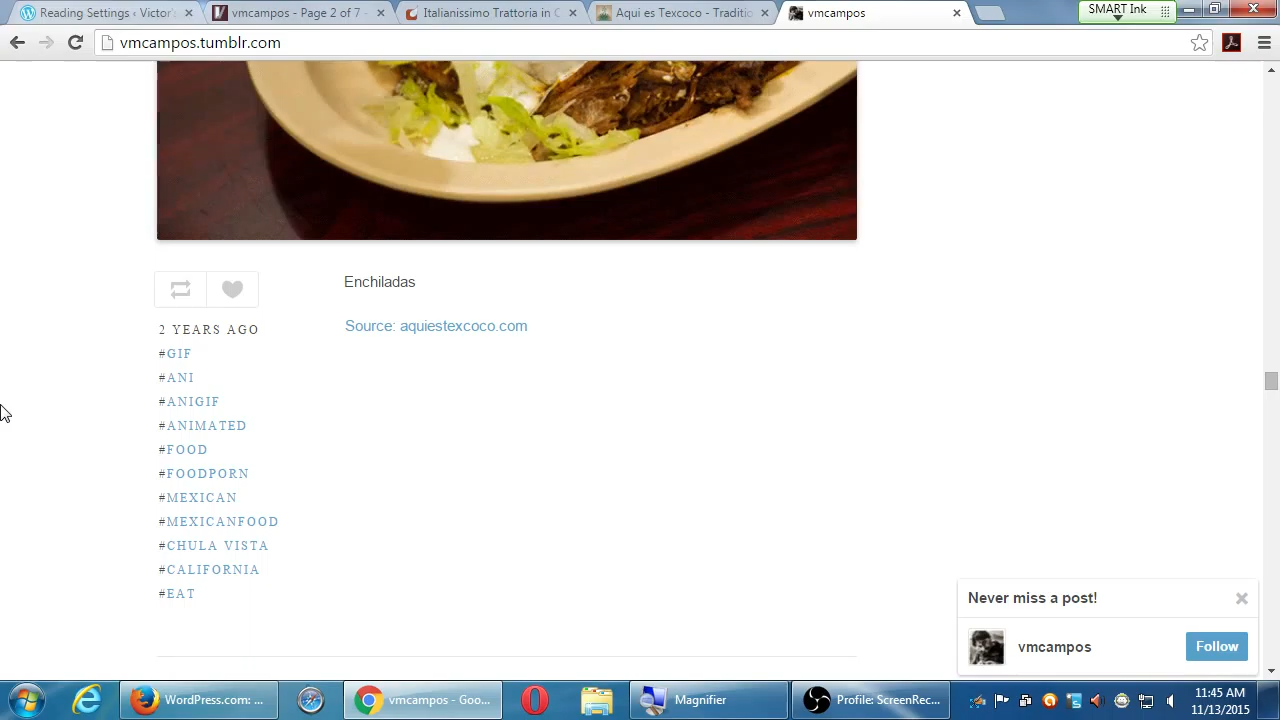 Reading Settings ‹ Victor's
vmcampos - Page 2 of 7 -
Italianissimo Trattoria in C
Aqui es Texcoco - Traditio
vmcampos
SMART Ink
vmcampos.tumblr.com
Enchiladas
2 YEARS AGO
Source: aquiestexcoco.com
#GIF
#ANI
#ANIGIF
#ANIMATED
#FOOD
#FOODPORN
#MEXICAN
#MEXICANFOOD
#CHULA VISTA
#CALIFORNIA
#EAT
Never miss a post!
vmcampos
Follow
WordPress.com: ...
vmcampos - Goo...
Magnifier
Profile: ScreenRec...
11:45 AM
11/13/2015